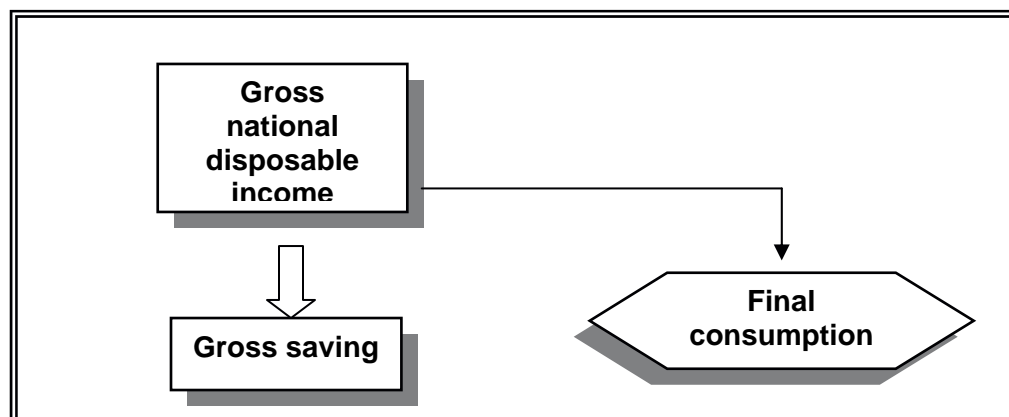 Gross
national
disposable
income
Gross saving
Final
consumption